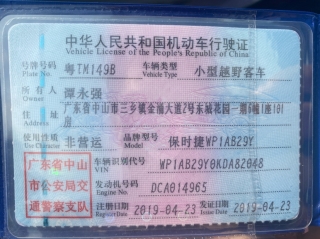 中华人民共和国机动车行驶证
Vehicle License of the People's Republic of China
号牌号码 粤TM149B 车辆类型 小型越野客车
Plate No. Vehicle Type
所有人 谭永强
Owner
住址 广东省中山市三乡镇金福大道2号东城花园一期6幢1座101
Address 房
使用性质 非营运 品牌型号 保时捷WP1AB29Y
Use Character Model
广东省中山 车辆识别代号 WP1AB29Y0KDA82048
VIN
市公安局交 发动机号码 DCA014965
Engine No.
通警察支队 注册日期 2019-04-23 发证日期 2019-04-23
Register Date Issue Date